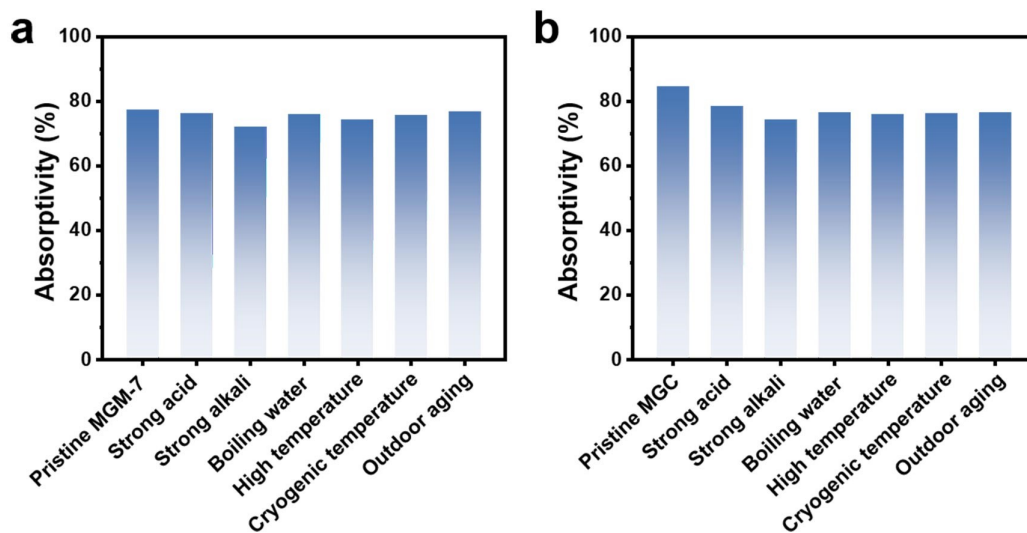 a
Absorptivity (%)
100
80
60
40
20
0
Pristine MGM-7
Strong acid
Strong alkali
Boiling water
High temperature
Cryogenic temperature
Outdoor aging
b
Absorptivity (%)
100
80
60
40
20
0
Pristine MGC
Strong acid
Strong alkali
Boiling water
High temperature
Cryogenic temperature
Outdoor aging